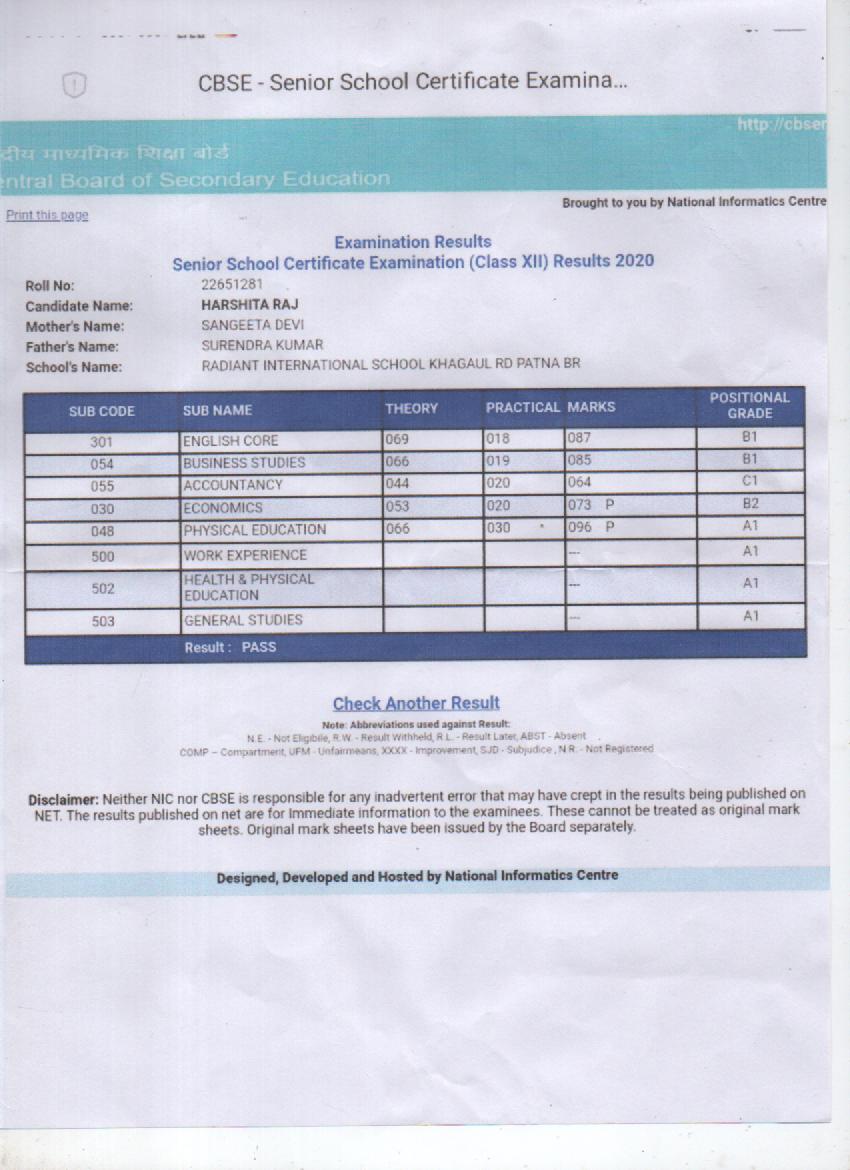 CBSE - Senior School Certificate Examina...
http://cbser
दीय माध्यमिक शिक्षा बोर्ड
entral Board of Secondary Education
Brought to you by National Informatics Centre
Print this page
Examination Results
Senior School Certificate Examination (Class XII) Results 2020
Roll No: 22651281
Candidate Name: HARSHITA RAJ
Mother's Name: SANGEETA DEVI
Father's Name: SURENDRA KUMAR
School's Name: RADIANT INTERNATIONAL SCHOOL KHAGAUL RD PATNA BR
SUB CODE SUB NAME THEORY PRACTICAL MARKS POSITIONAL GRADE
301 ENGLISH CORE 069 018 087 B1
054 BUSINESS STUDIES 066 019 085 B1
055 ACCOUNTANCY 044 020 064 C1
030 ECONOMICS 053 020 073 P B2
048 PHYSICAL EDUCATION 066 030 096 P A1
500 WORK EXPERIENCE --- A1
502 HEALTH & PHYSICAL EDUCATION --- A1
503 GENERAL STUDIES --- A1
Result : PASS
Check Another Result
Note: Abbreviations used against Result:
N.E. - Not Eligibile, R.W. - Result Withheld, R.L. - Result Later, ABST - Absent
COMP – Compartment, UFM - Unfairmeans, XXXX - Improvement, SJD - Subjudice , N.R. - Not Registered
Disclaimer: Neither NIC nor CBSE is responsible for any inadvertent error that may have crept in the results being published on
NET. The results published on net are for Immediate information to the examinees. These cannot be treated as original mark
sheets. Original mark sheets have been issued by the Board separately.
Designed, Developed and Hosted by National Informatics Centre